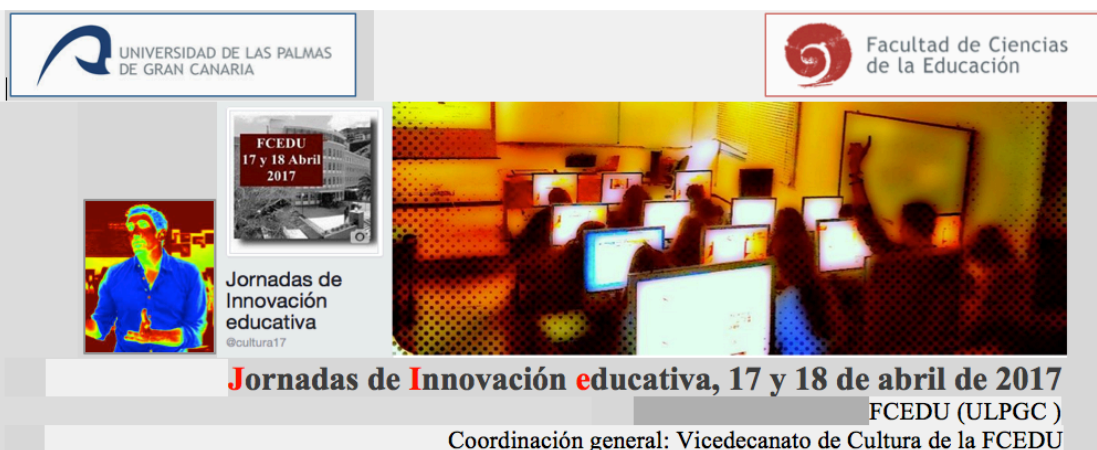 UNIVERSIDAD DE LAS PALMAS
DE GRAN CANARIA
Facultad de Ciencias
de la Educación
FCEDU
17 y 18 Abril
2017
Jornadas de
Innovación
educativa
@cultura17
Jornadas de Innovación educativa, 17 y 18 de abril de 2017
FCEDU (ULPGC )
Coordinación general: Vicedecanato de Cultura de la FCEDU